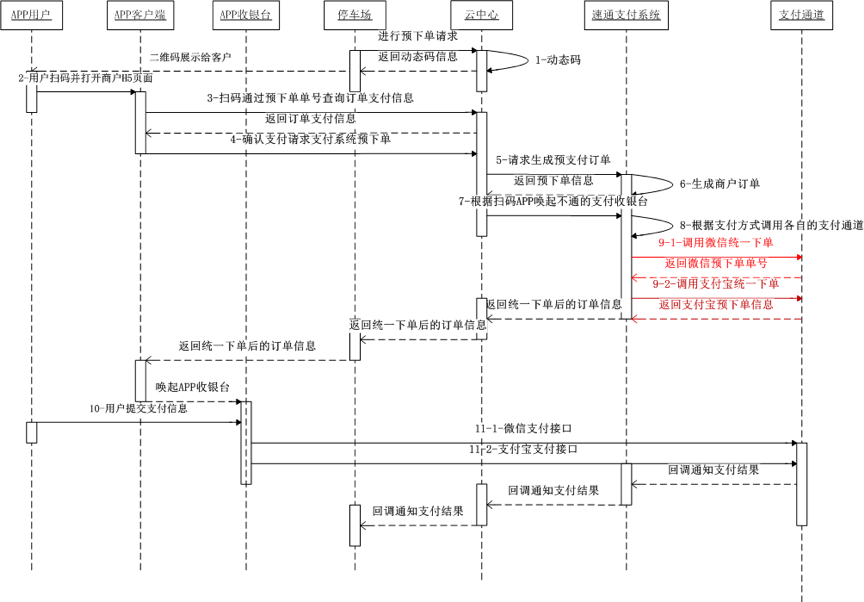 APP用户
APP客户端
APP收银台
停车场
云中心
速通支付系统
支付通道
进行预下单请求
二维码展示给客户
返回动态码信息
1-动态码
2-用户扫码并打开商户H5页面
3-扫码通过预下单单号查询订单支付信息
返回订单支付信息
4-确认支付请求支付系统预下单
5-请求生成预支付订单
返回预下单信息
6-生成商户订单
7-根据扫码APP唤起不通的支付收银台
8-根据支付方式调用各自的支付通道
9-1-调用微信统一下单
返回微信预下单单号
9-2-调用支付宝统一下单
返回统一下单后的订单信息
返回支付宝预下单信息
返回统一下单后的订单信息
返回统一下单后的订单信息
唤起APP收银台
10-用户提交支付信息
11-1-微信支付接口
11-2-支付宝支付接口
回调通知支付结果
回调通知支付结果
回调通知支付结果